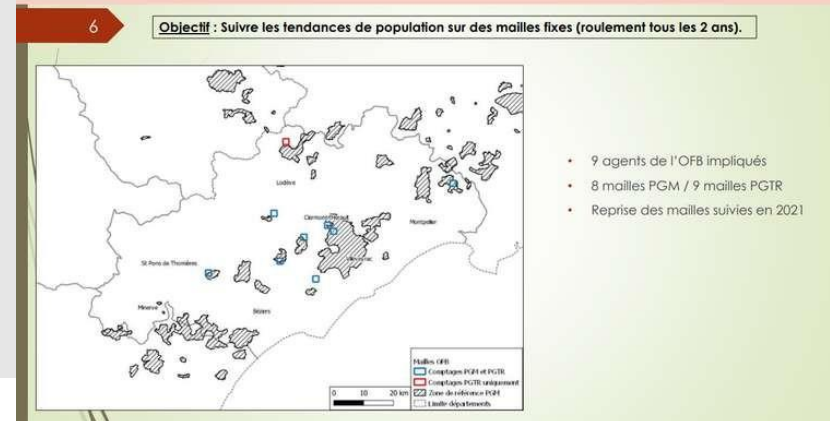 6
Objectif : Suivre les tendances de population sur des mailles fixes (roulement tous les 2 ans).
• 9 agents de l'OFB impliqués
• 8 mailles PGM / 9 mailles PGTR
• Reprise des mailles suivies en 2021
Lodève
Clermont-l'Hérault
Montpellier
St Pons de Thomières
Villeveyrac
Minerve
Béziers
Mailles OFB
Comptages PGM et PGTR
Comptages PGTR uniquement
Zone de référence PGM
Limite départements
0 10 20 km